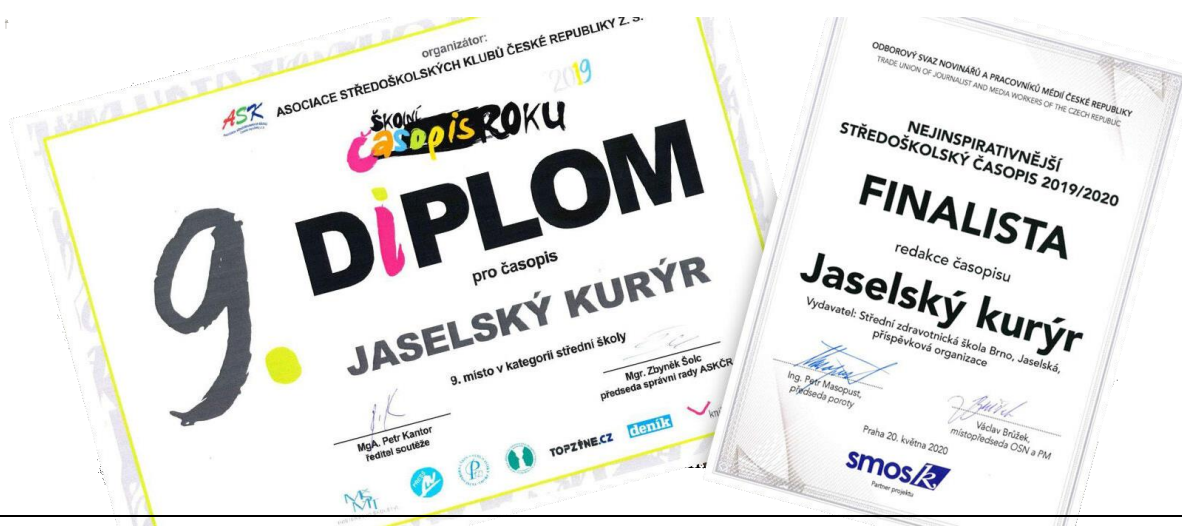 organizátor:
ASOCIACE STŘEDOŠKOLSKÝCH KLUBŮ ČESKÉ REPUBLIKY Z. S.
ASK
2019
ŠKOLNÍ
časopis ROKU
9.
DiPLOM
pro časopis
JASELSKÝ KURÝR
9. místo v kategorii střední školy
MgA. Petr Kantor
ředitel soutěže
Mgr. Zbyněk Šolc
předseda správní rady ASKČR
TOPZINE.CZ
deník
ODBOROVÝ SVAZ NOVINÁŘŮ A PRACOVNÍKŮ MÉDIÍ ČESKÉ REPUBLIKY
TRADE UNION OF JOURNALIST AND MEDIA WORKERS OF THE CZECH REPUBLIC
NEJINSPIRATIVNĚJŠÍ
STŘEDOŠKOLSKÝ ČASOPIS 2019/2020
FINALISTA
redakce časopisu
Jaselský kurýr
Vydavatel: Střední zdravotnická škola Brno, Jaselská,
příspěvková organizace
Ing. Petr Masopust,
předseda poroty
Václav Brůžek,
místopředseda OSN a PM
Praha 20. května 2020
smosk
Partner projektu